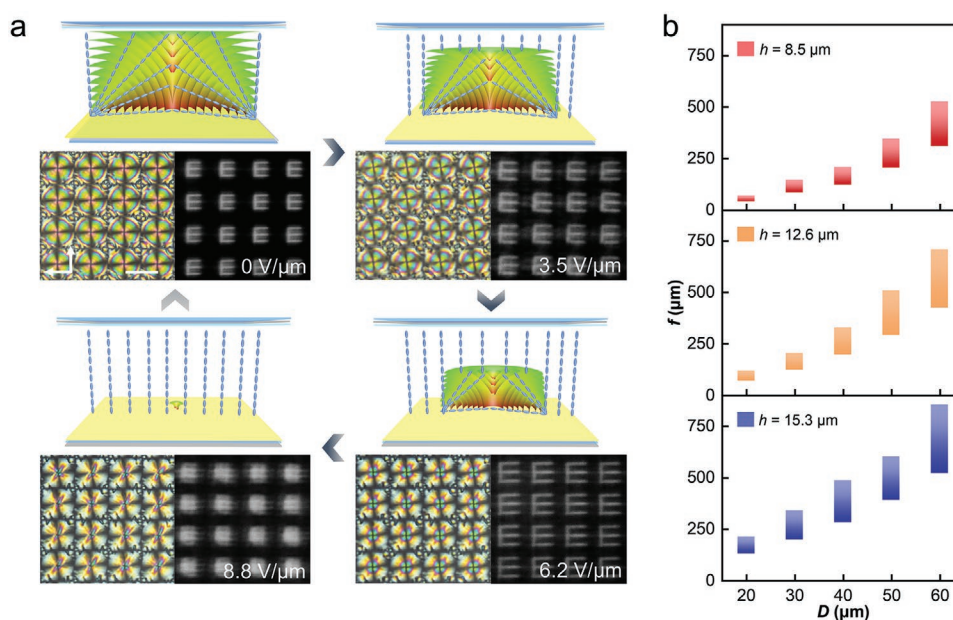 a
0 V/µm
3.5 V/µm
8.8 V/µm
6.2 V/µm
E E E E
E E E E
E E E E
E E E E
E E E E
E E E E
E E E E
E E E E
E E E E
E E E E
E E E E
E E E E
b
h = 8.5 µm
750
500
250
0
h = 12.6 µm
750
500
250
0
h = 15.3 µm
750
500
250
0
f (µm)
20 30 40 50 60
D (µm)